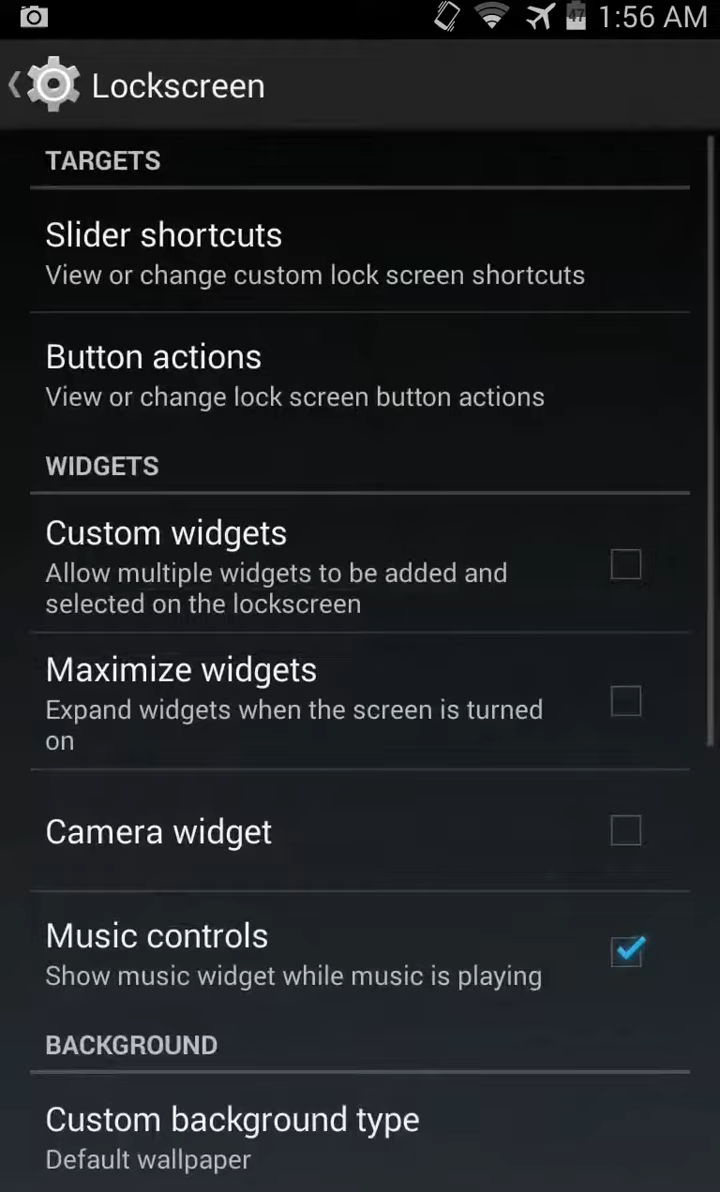 47 1:56 AM
Lockscreen
TARGETS
Slider shortcuts
View or change custom lock screen shortcuts
Button actions
View or change lock screen button actions
WIDGETS
Custom widgets
Allow multiple widgets to be added and
selected on the lockscreen
Maximize widgets
Expand widgets when the screen is turned
on
Camera widget
Music controls
Show music widget while music is playing
BACKGROUND
Custom background type
Default wallpaper